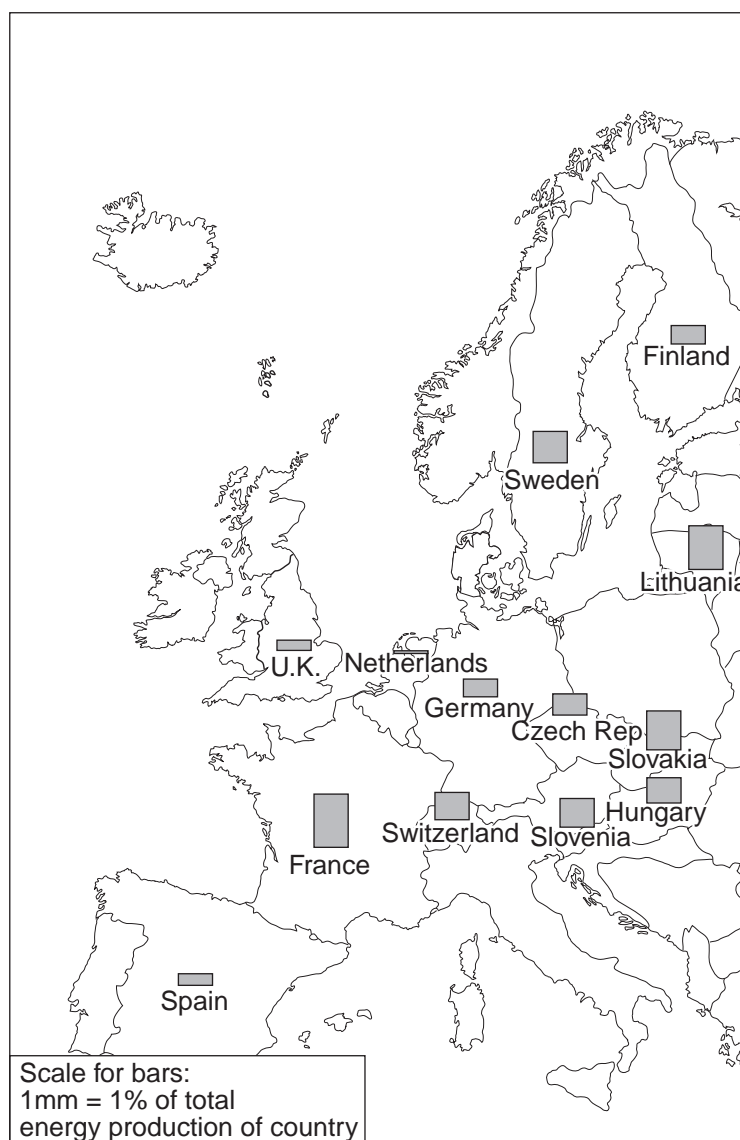 Finland
Sweden
Lithuania
U.K.
Netherlands
Germany
Czech Rep
Slovakia
Hungary
Switzerland
Slovenia
France
Spain
Scale for bars:
1mm = 1% of total
energy production of country